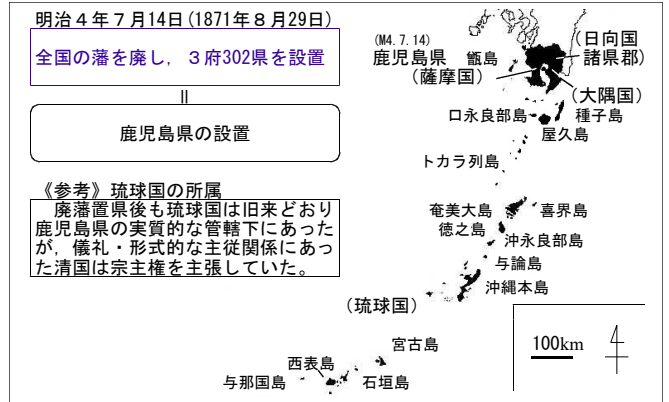 明治４年７月14日(1871年８月29日)
全国の藩を廃し，３府302県を設置
||
鹿児島県の設置
《参考》琉球国の所属
廃藩置県後も琉球国は旧来どおり
鹿児島県の実質的な管轄下にあった
が，儀礼・形式的な主従関係にあっ
た清国は宗主権を主張していた。
(M4.7.14)
鹿児島県
甑島
(薩摩国)
(日向国
諸県郡)
(大隅国)
口永良部島
種子島
屋久島
トカラ列島
奄美大島
喜界島
徳之島
沖永良部島
与論島
沖縄本島
(琉球国)
宮古島
西表島
与那国島
石垣島
100km